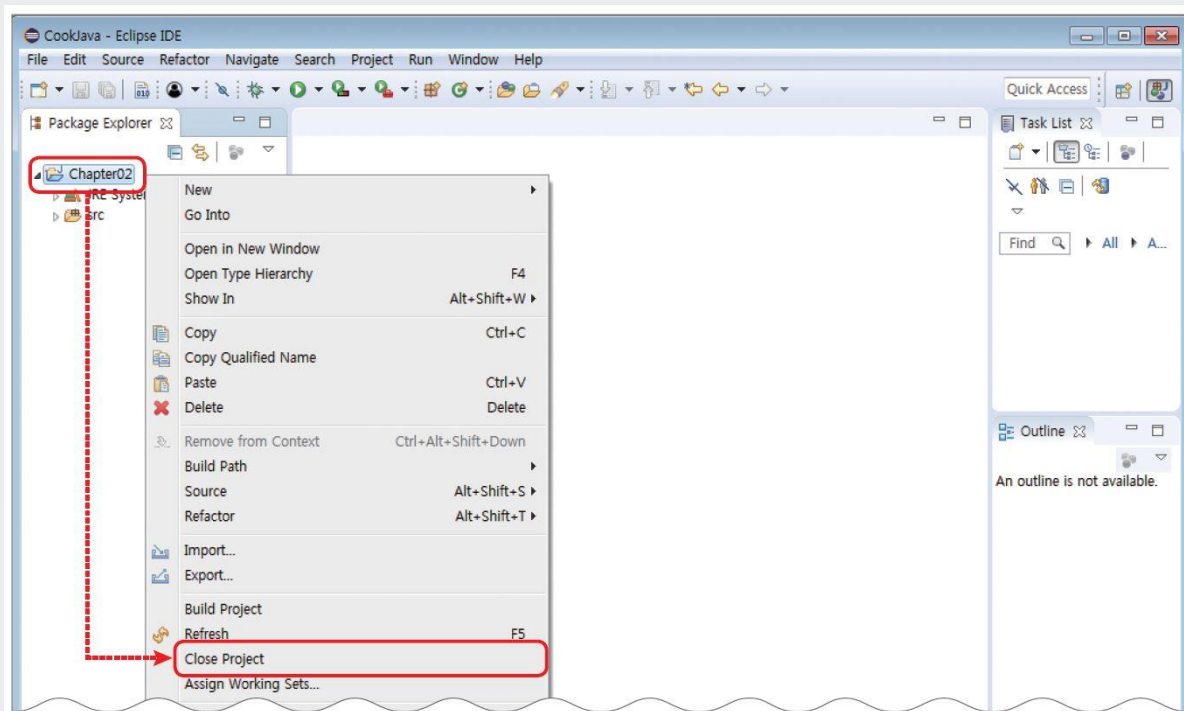 CookJava - Eclipse IDE
File Edit Source Refactor Navigate Search Project Run Window Help
Quick Access
Package Explorer
Task List
Chapter02
JRE Syste
src
New
Go Into
Open in New Window
Open Type Hierarchy F4
Show In Alt+Shift+W
Copy Ctrl+C
Copy Qualified Name
Paste Ctrl+V
Delete Delete
Remove from Context Ctrl+Alt+Shift+Down
Build Path
Source Alt+Shift+S
Refactor Alt+Shift+T
Import...
Export...
Build Project
Refresh F5
Close Project
Assign Working Sets...
Find All A...
Outline
An outline is not available.